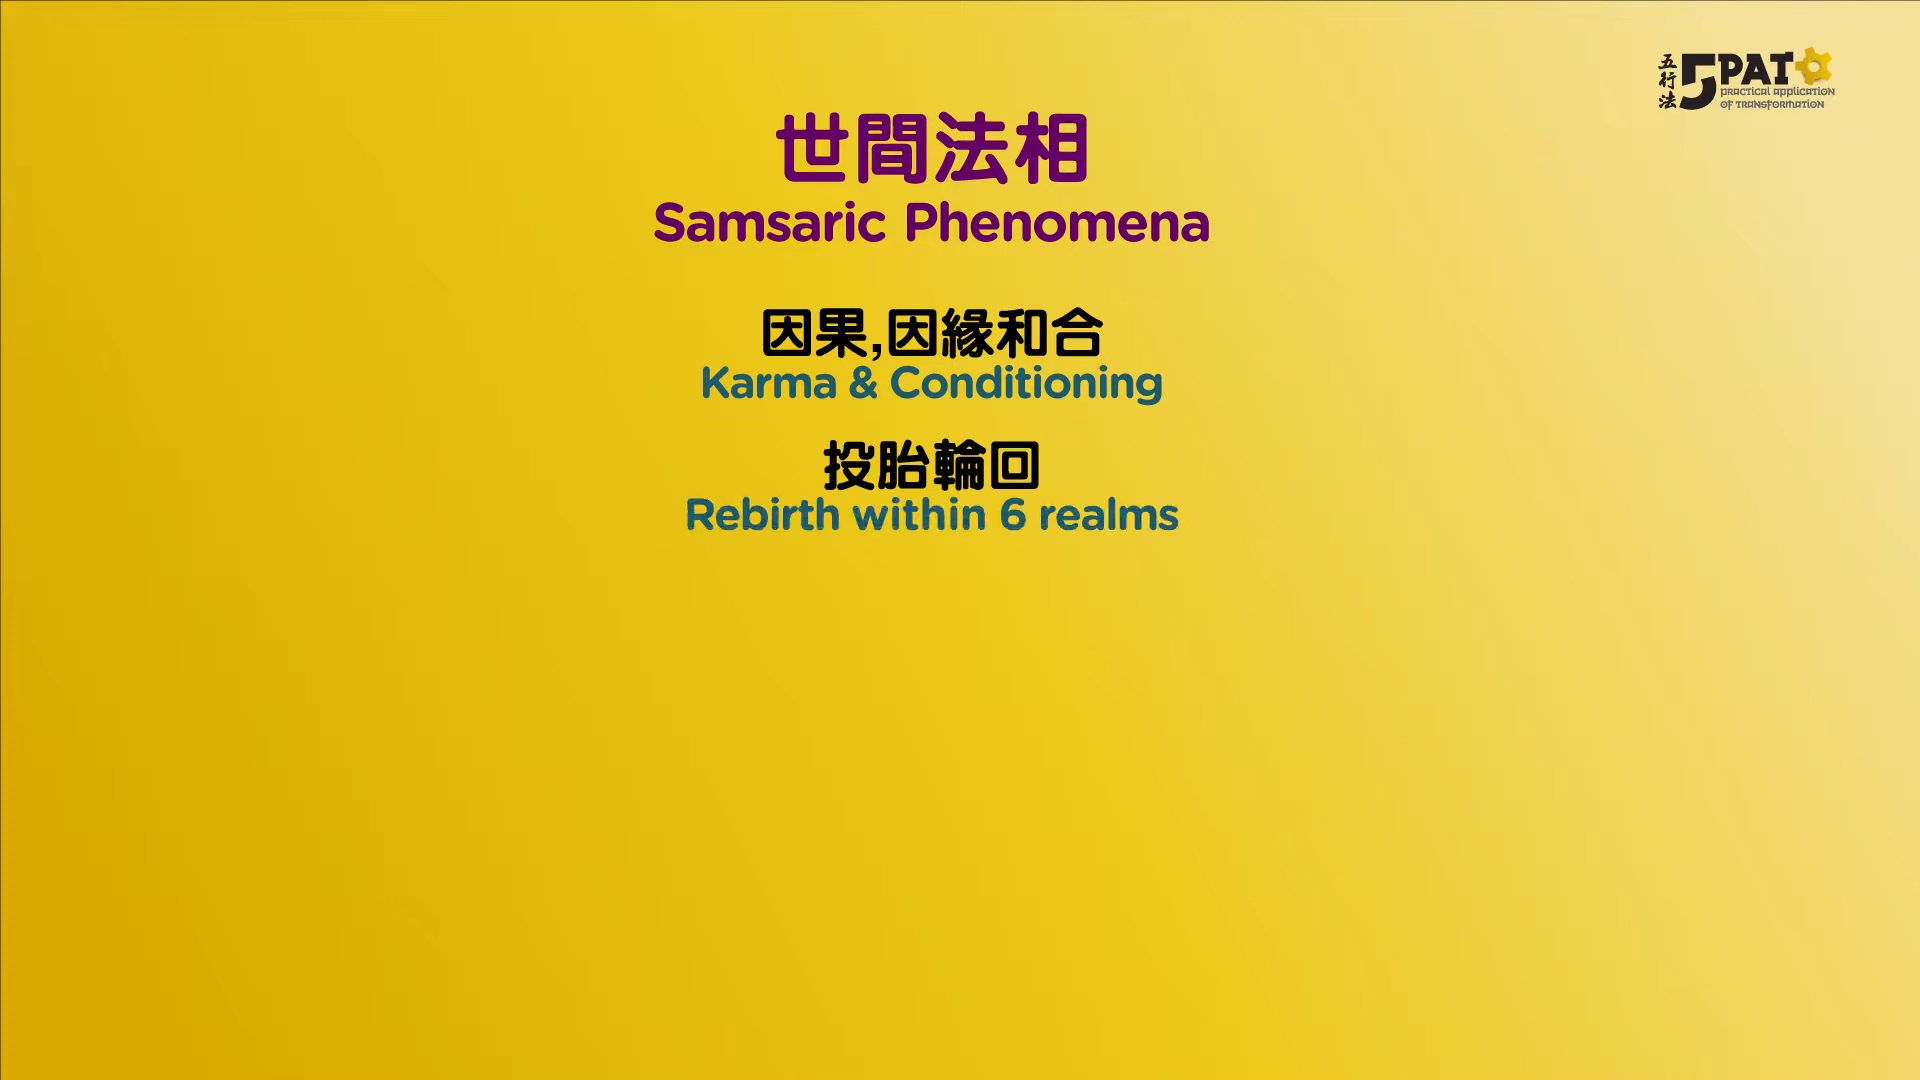 五行法
5PAT
practical application
of transformation
世間法相
Samsaric Phenomena
因果,因緣和合
Karma & Conditioning
投胎輪回
Rebirth within 6 realms